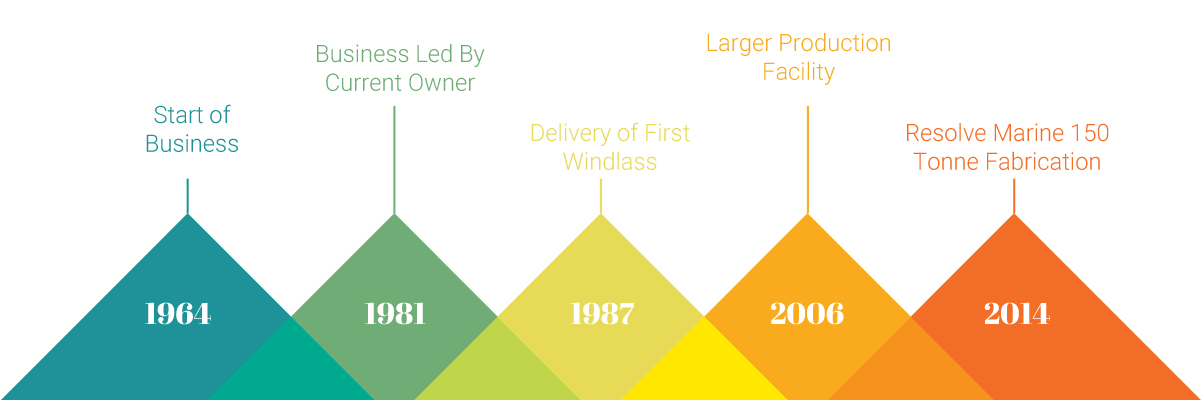 Start of
Business
1964
Business Led By
Current Owner
1981
Delivery of First
Windlass
1987
Larger Production
Facility
2006
Resolve Marine 150
Tonne Fabrication
2014